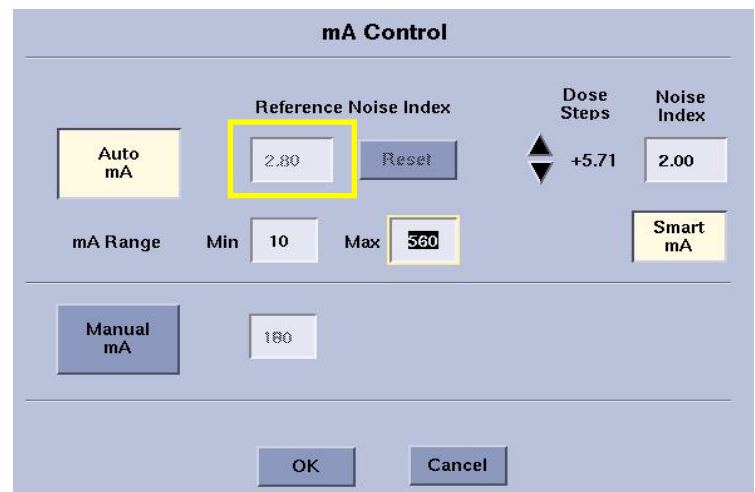 mA Control
Reference Noise Index
Dose Steps
Noise Index
Auto mA
2.80
Reset
+5.71
2.00
mA Range
Min
10
Max
560
Smart mA
Manual mA
180
OK
Cancel